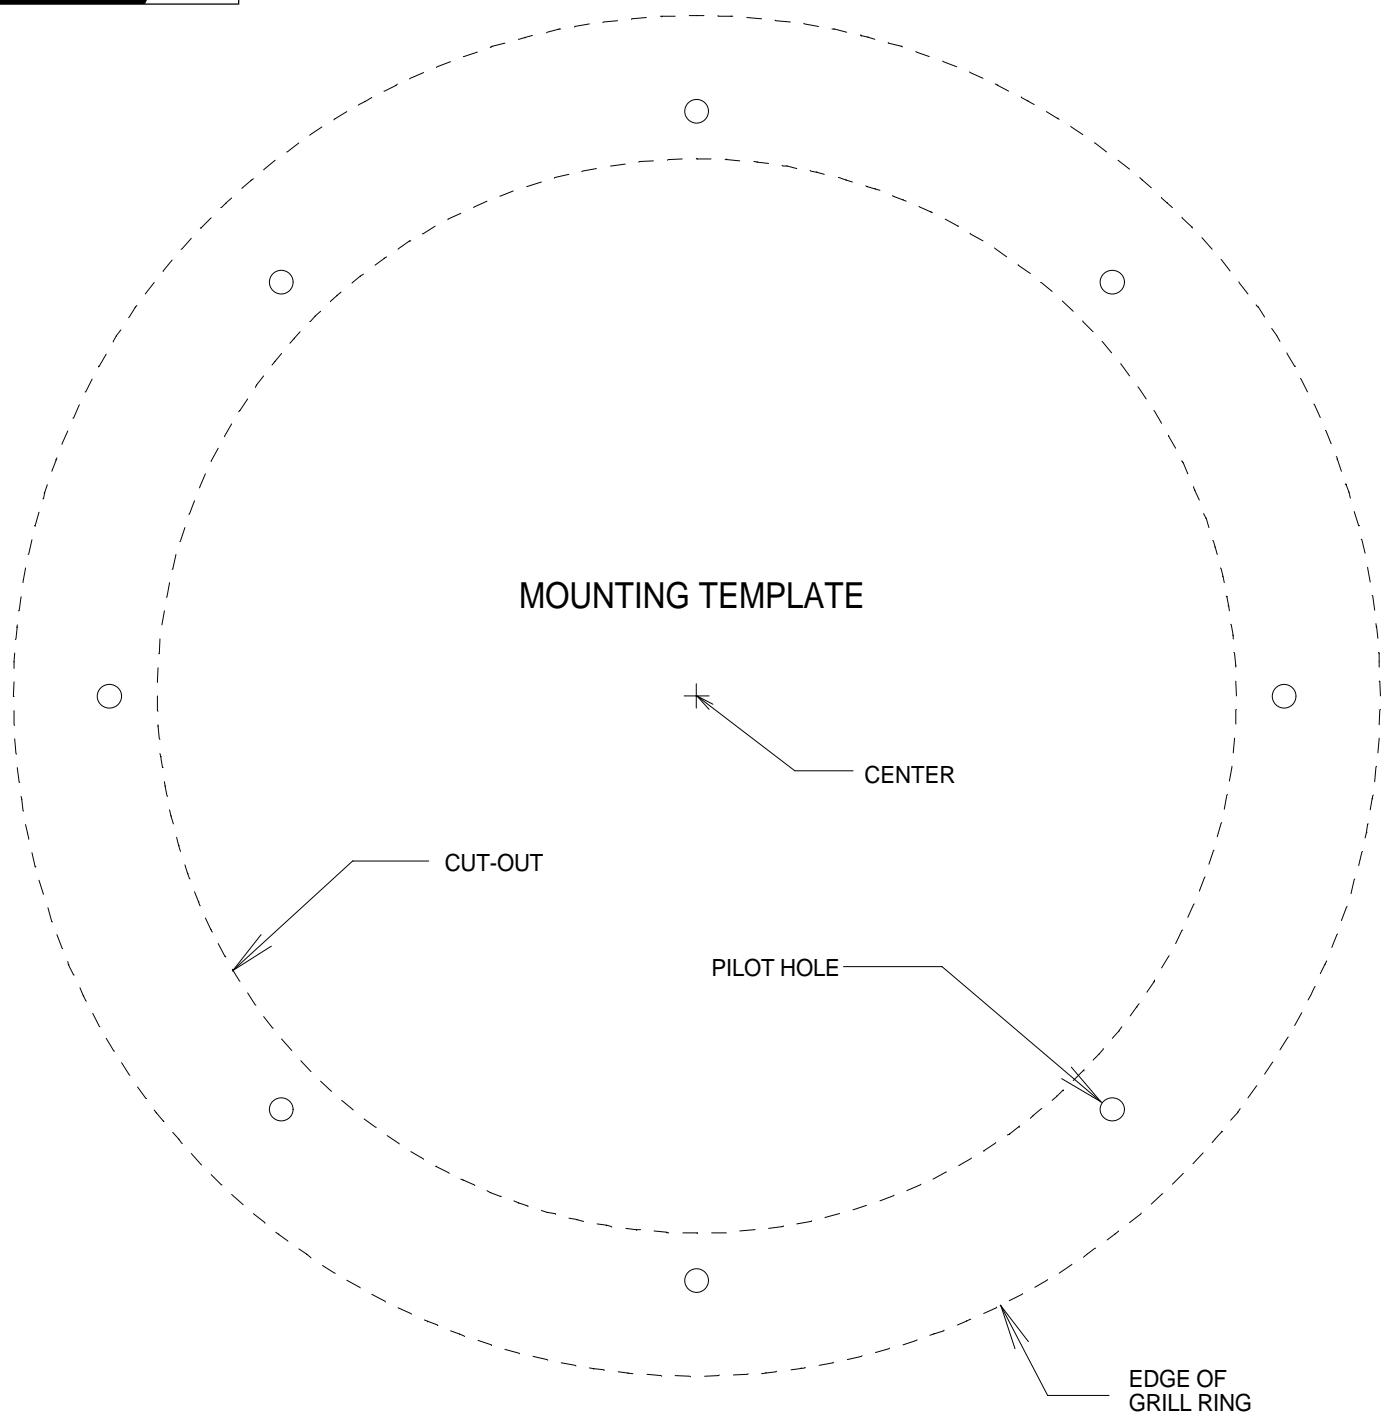 MOUNTING TEMPLATE
CENTER
CUT-OUT
PILOT HOLE
EDGE OF
GRILL RING